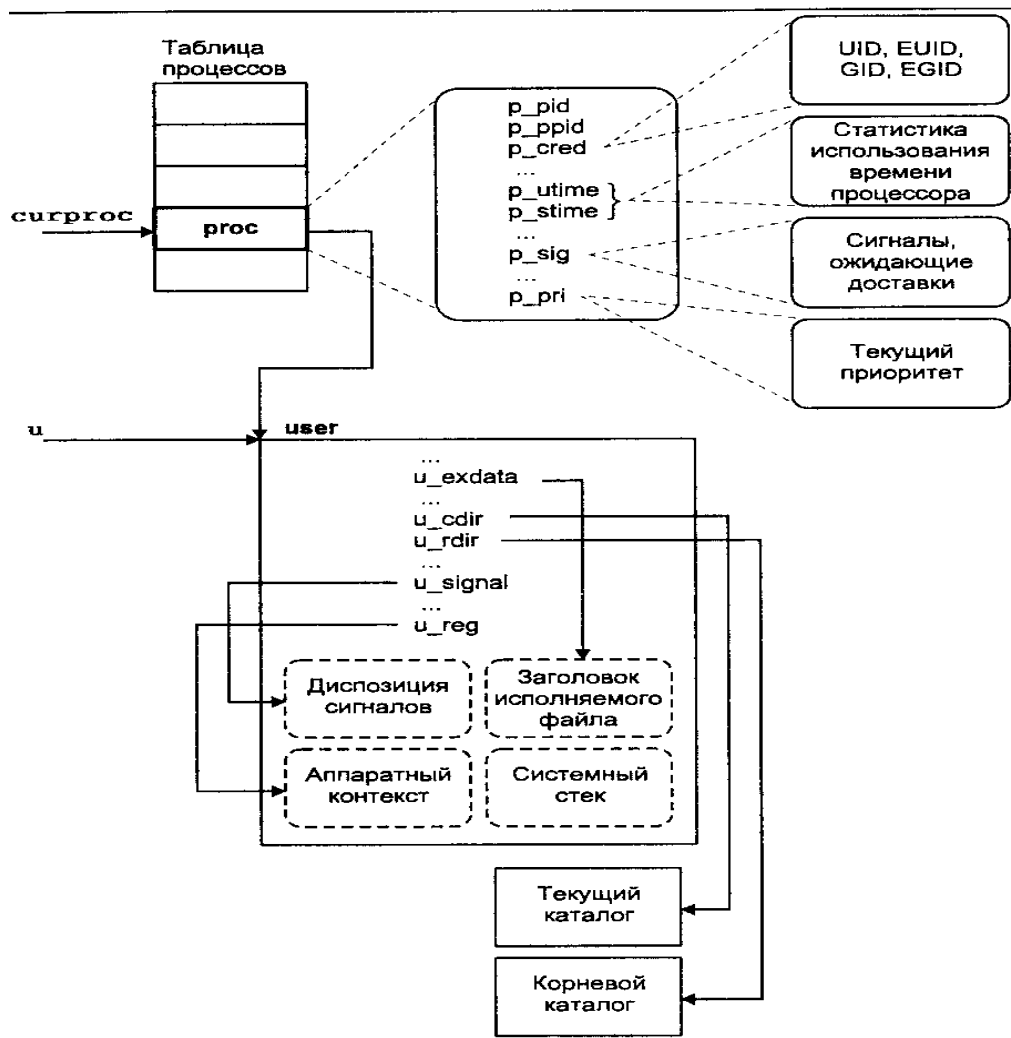 Таблица
процессов
curproc
proc
p_pid
p_ppid
p_cred
...
p_utime
p_stime
...
p_sig
...
p_pri
UID, EUID,
GID, EGID
Статистика
использования
времени
процессора
Сигналы,
ожидающие
доставки
Текущий
приоритет
u
user
...
u_exdata
...
u_cdir
u_rdir
...
u_signal
...
u_reg
Диспозиция
сигналов
Заголовок
исполняемого
файла
Аппаратный
контекст
Системный
стек
Текущий
каталог
Корневой
каталог